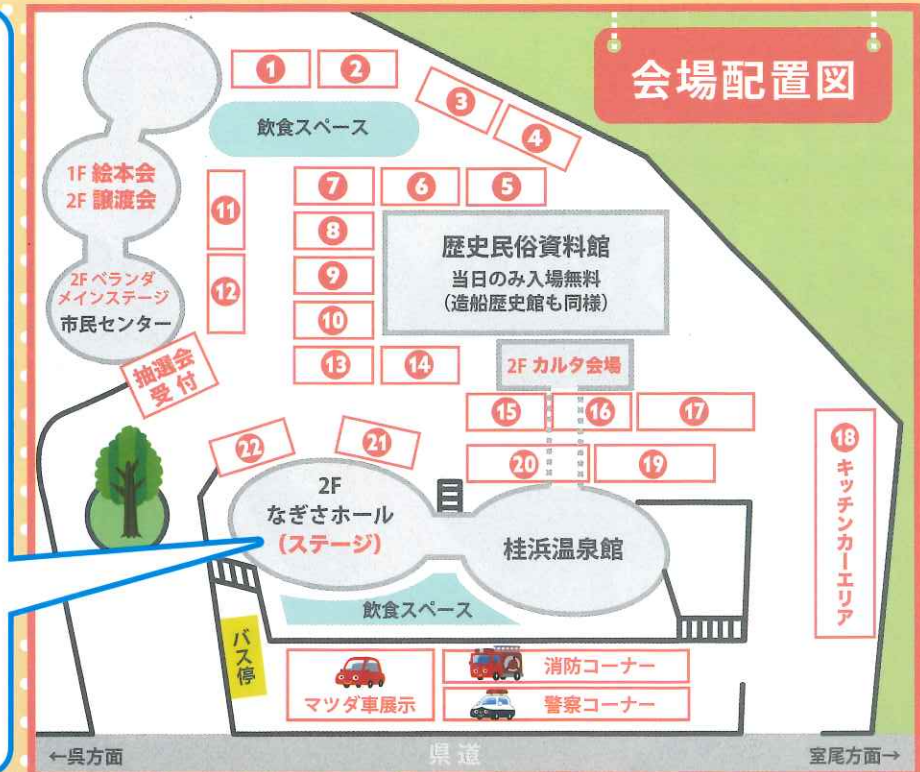 会場配置図
1
2
3
4
飲食スペース
1F 絵本会
2F 譲渡会
11
7
6
5
8
歴史民俗資料館
当日のみ入場無料
(造船歴史館も同様)
2F ベランダ
メインステージ
市民センター
12
9
10
抽選会
受付
13
14
2F カルタ会場
15
16
17
18
キッチンカーエリア
22
21
20
19
2F
なぎさホール
(ステージ)
桂浜温泉館
飲食スペース
バス停
マツダ車展示
消防コーナー
警察コーナー
←呉方面
県道
室尾方面→